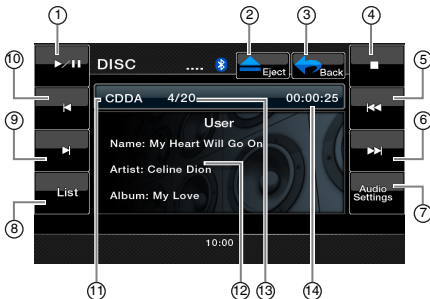 ① ② ③ ④
DISC .... Eject Back
⑩ ⑤
CDDA 4/20 00:00:25
User
Name: My Heart Will Go On
⑨ ⑥
Artist: Celine Dion
List Audio Settings
Album: My Love
⑧ ⑦
10:00
⑪ ⑫ ⑬ ⑭